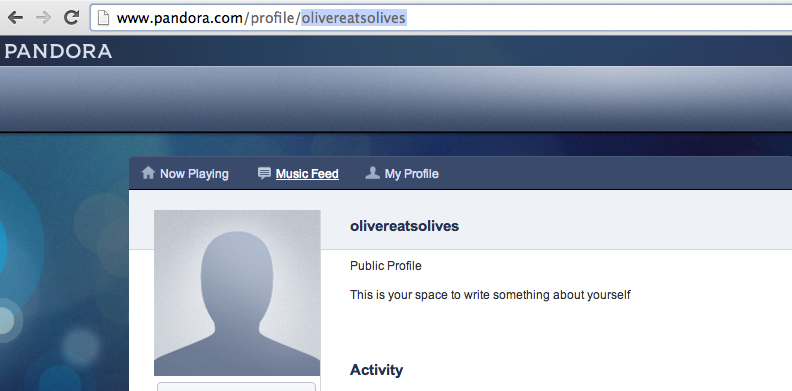 www.pandora.com/profile/olivereatsolives
PANDORA
Now Playing Music Feed My Profile
olivereatsolives
Public Profile
This is your space to write something about yourself
Activity